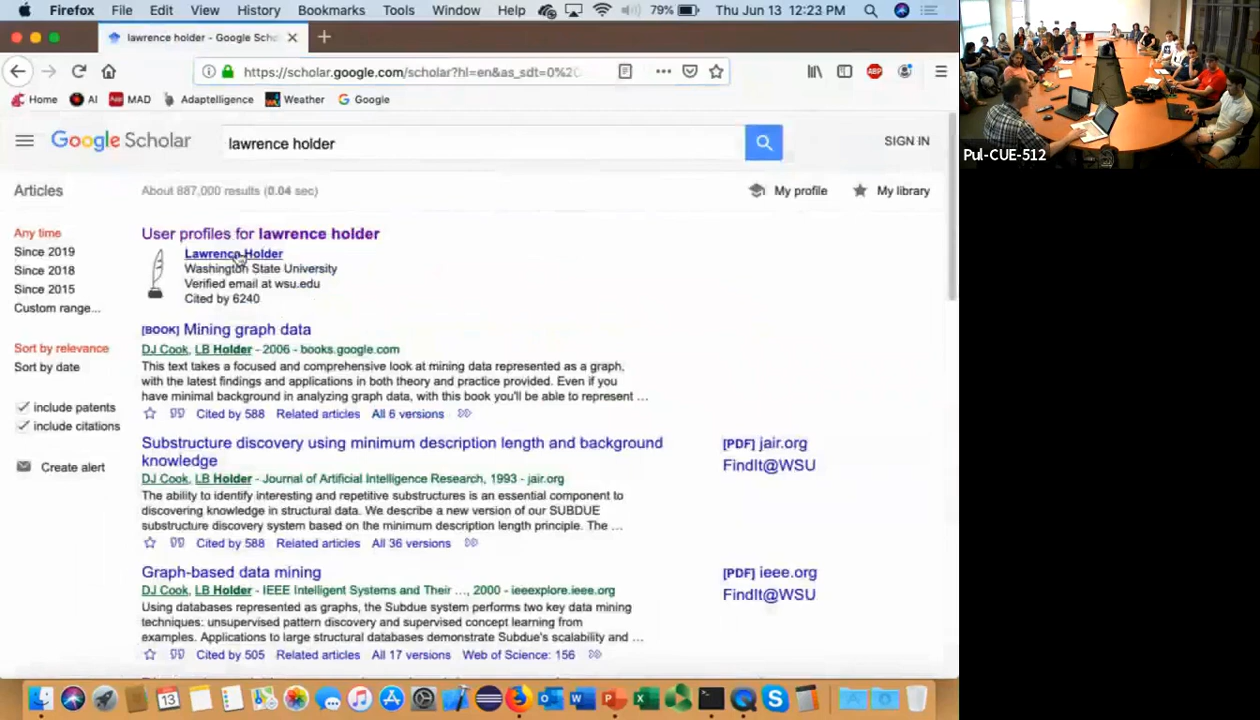 Firefox File Edit View History Bookmarks Tools Window Help 79% Thu Jun 13 12:23 PM
lawrence holder - Google Scho
https://scholar.google.com/scholar?hl=en&as_sdt=0%2C
ABP
Home AI MAD Adaptelligence Weather Google
Google Scholar lawrence holder SIGN IN
Articles About 887,000 results (0.04 sec) My profile My library
Any time
Since 2019
Since 2018
Since 2015
Custom range...
Sort by relevance
Sort by date
include patents
include citations
Create alert
User profiles for lawrence holder
Lawrence Holder
Washington State University
Verified email at wsu.edu
Cited by 6240
[BOOK] Mining graph data
DJ Cook, LB Holder - 2006 - books.google.com
This text takes a focused and comprehensive look at mining data represented as a graph,
with the latest findings and applications in both theory and practice provided. Even if you
have minimal background in analyzing graph data, with this book you'll be able to represent ...
Cited by 588 Related articles All 6 versions
Substructure discovery using minimum description length and background
knowledge
DJ Cook, LB Holder - Journal of Artificial Intelligence Research, 1993 - jair.org
The ability to identify interesting and repetitive substructures is an essential component to
discovering knowledge in structural data. We describe a new version of our SUBDUE
substructure discovery system based on the minimum description length principle. The ...
Cited by 588 Related articles All 36 versions
[PDF] jair.org
FindIt@WSU
Graph-based data mining
DJ Cook, LB Holder - IEEE Intelligent Systems and Their ..., 2000 - ieeexplore.ieee.org
Using databases represented as graphs, the Subdue system performs two key data mining
techniques: unsupervised pattern discovery and supervised concept learning from
examples. Applications to large structural databases demonstrate Subdue's scalability and ...
Cited by 505 Related articles All 17 versions Web of Science: 156
[PDF] ieee.org
FindIt@WSU
13
Pul-CUE-512